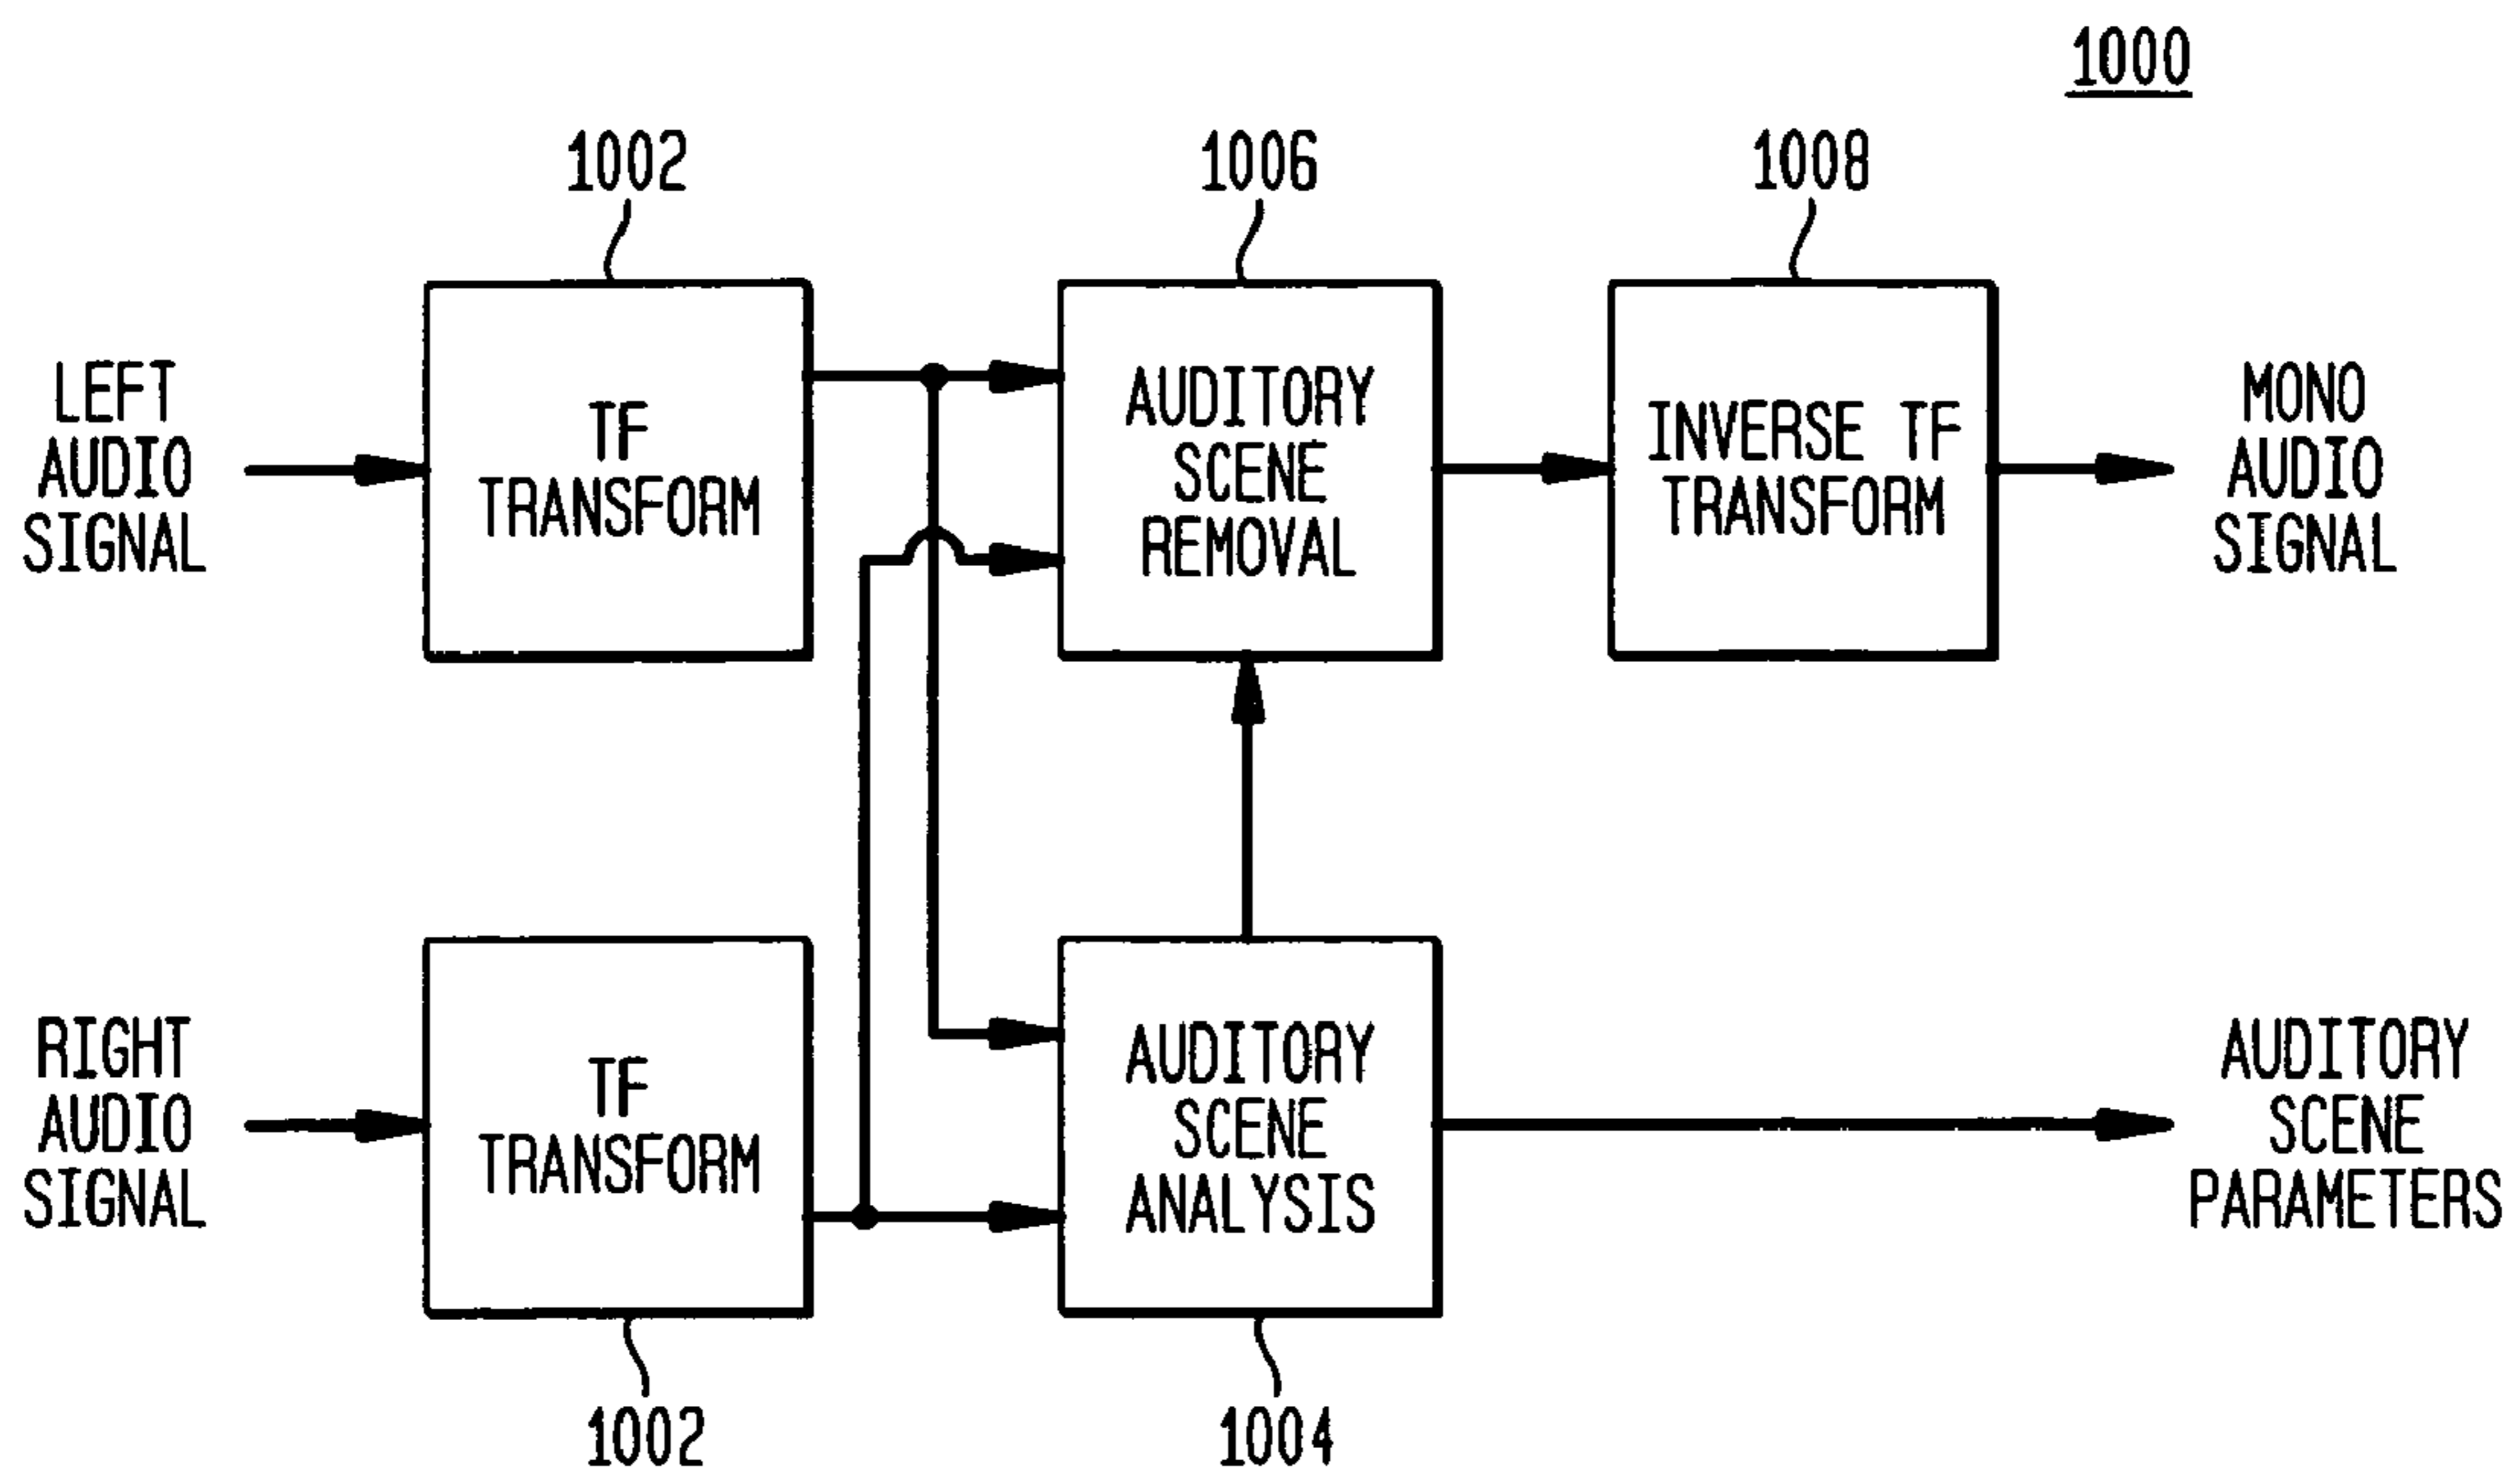 1000
1002
1006
1008
LEFT
AUDIO
SIGNAL
TF
TRANSFORM
AUDITORY
SCENE
REMOVAL
INVERSE TF
TRANSFORM
MONO
AUDIO
SIGNAL
RIGHT
AUDIO
SIGNAL
TF
TRANSFORM
AUDITORY
SCENE
ANALYSIS
AUDITORY
SCENE
PARAMETERS
1002
1004